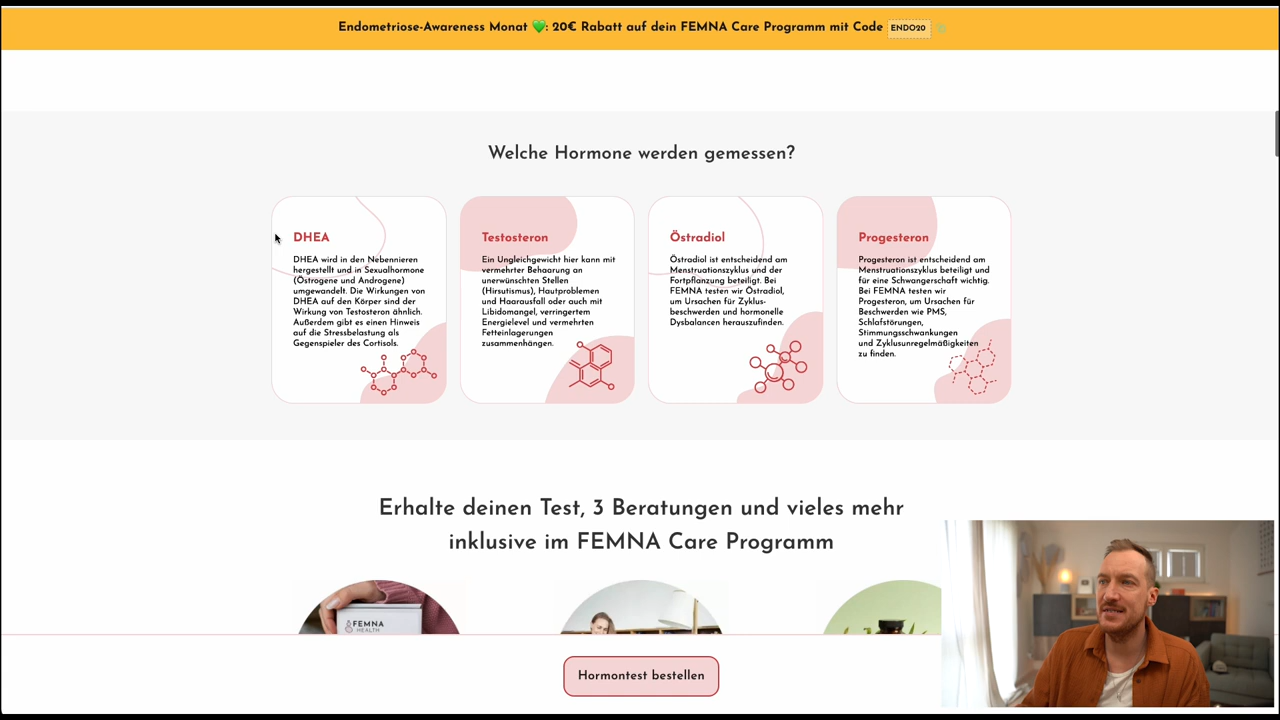 Endometriose-Awareness Monat 💚: 20€ Rabatt auf dein FEMNA Care Programm mit Code ENDO20
Welche Hormone werden gemessen?
DHEA
DHEA wird in den Nebennieren
hergestellt und in Sexualhormone
(Östrogene und Androgene)
umgewandelt. Die Wirkungen von
DHEA auf den Körper sind der
Wirkung von Testosteron ähnlich.
Außerdem gibt es einen Hinweis
auf die Stressbelastung als
Gegenspieler des Cortisols.
Testosteron
Ein Ungleichgewicht hier kann mit
vermehrter Behaarung an
unerwünschten Stellen
(Hirsutismus), Hautproblemen
und Haarausfall oder auch mit
Libidomangel, verringertem
Energielevel und vermehrten
Fetteinlagerungen
zusammenhängen.
Östradiol
Östradiol ist entscheidend am
Menstruationszyklus und der
Fortpflanzung beteiligt. Bei
FEMNA testen wir Östradiol,
um Ursachen für Zyklus-
beschwerden und hormonelle
Dysbalancen herauszufinden.
Progesteron
Progesteron ist entscheidend am
Menstruationszyklus beteiligt und
für eine Schwangerschaft wichtig.
Bei FEMNA testen wir
Progesteron, um Ursachen für
Beschwerden wie PMS,
Schlafstörungen,
Stimmungsschwankungen
und Zyklusunregelmäßigkeiten
zu finden.
Erhalte deinen Test, 3 Beratungen und vieles mehr
inklusive im FEMNA Care Programm
FEMNA
HEALTH
Hormontest bestellen